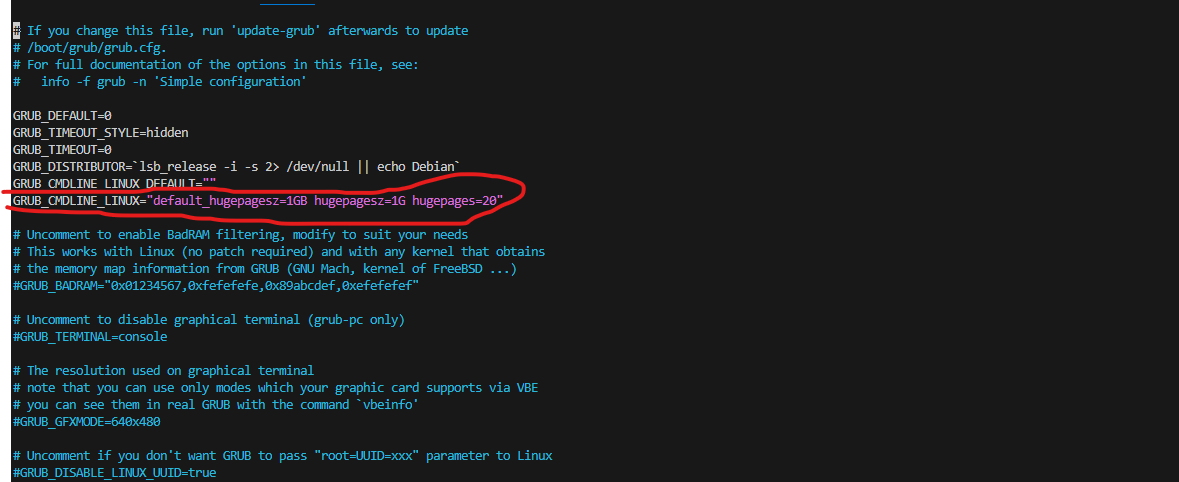 # If you change this file, run 'update-grub' afterwards to update
# /boot/grub/grub.cfg.
# For full documentation of the options in this file, see:
#   info -f grub -n 'Simple configuration'
GRUB_DEFAULT=0
GRUB_TIMEOUT_STYLE=hidden
GRUB_TIMEOUT=0
GRUB_DISTRIBUTOR=`lsb_release -i -s 2> /dev/null || echo Debian`
GRUB_CMDLINE_LINUX_DEFAULT=""
GRUB_CMDLINE_LINUX="default_hugepagesz=1GB hugepagesz=1G hugepages=20"
# Uncomment to enable BadRAM filtering, modify to suit your needs
# This works with Linux (no patch required) and with any kernel that obtains
# the memory map information from GRUB (GNU Mach, kernel of FreeBSD ...)
#GRUB_BADRAM="0x01234567,0xfefefefe,0x89abcdef,0xefefefef"
# Uncomment to disable graphical terminal (grub-pc only)
#GRUB_TERMINAL=console
# The resolution used on graphical terminal
# note that you can use only modes which your graphic card supports via VBE
# you can see them in real GRUB with the command `vbeinfo'
#GRUB_GFXMODE=640x480
# Uncomment if you don't want GRUB to pass "root=UUID=xxx" parameter to Linux
#GRUB_DISABLE_LINUX_UUID=true